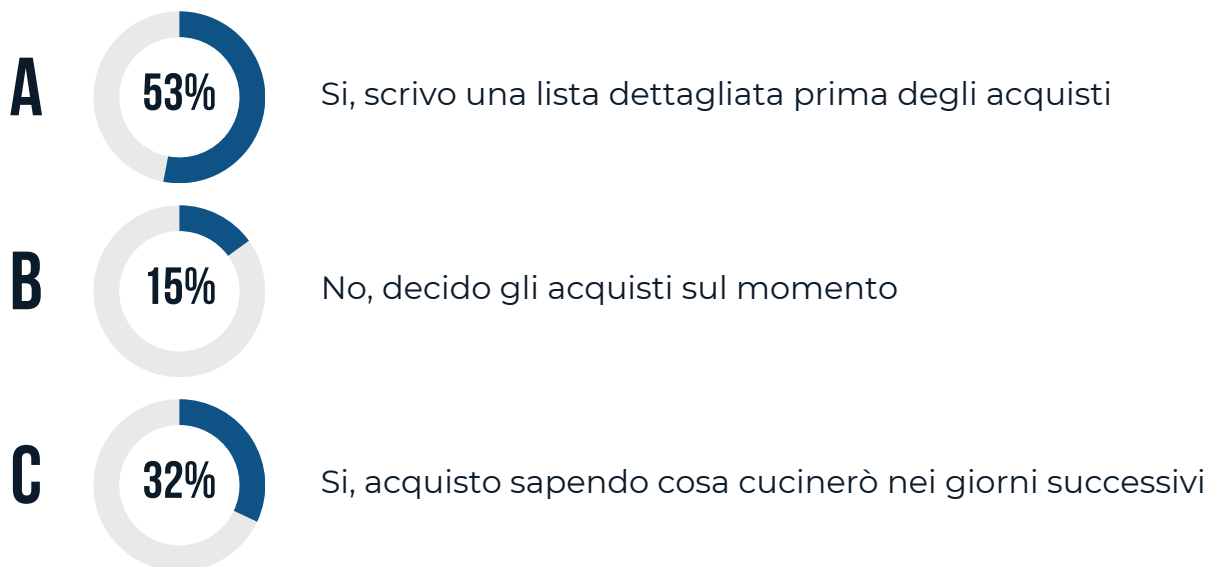 A
53%
Si, scrivo una lista dettagliata prima degli acquisti
B
15%
No, decido gli acquisti sul momento
C
32%
Si, acquisto sapendo cosa cucinerò nei giorni successivi